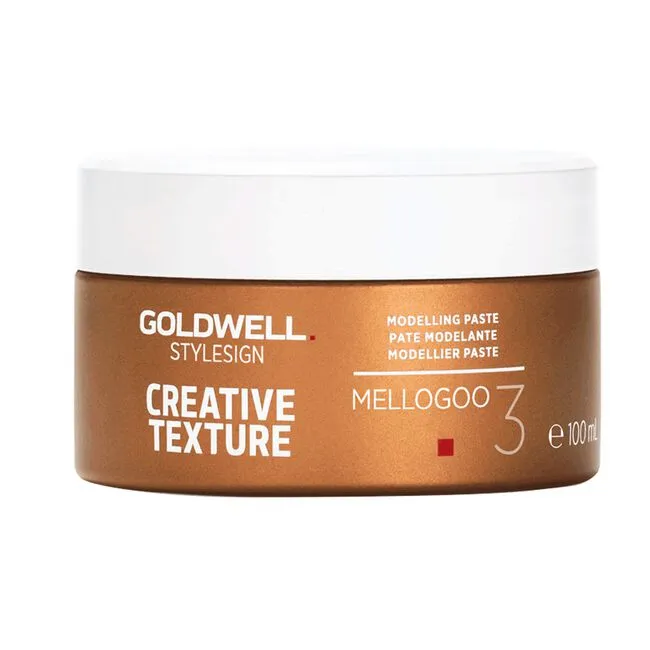 GOLDWELL.
STYLESIGN
CREATIVE
TEXTURE
MODELLING PASTE
PATE MODELANTE
MODELLIER PASTE
MELLOGOO 3
e 100 mL